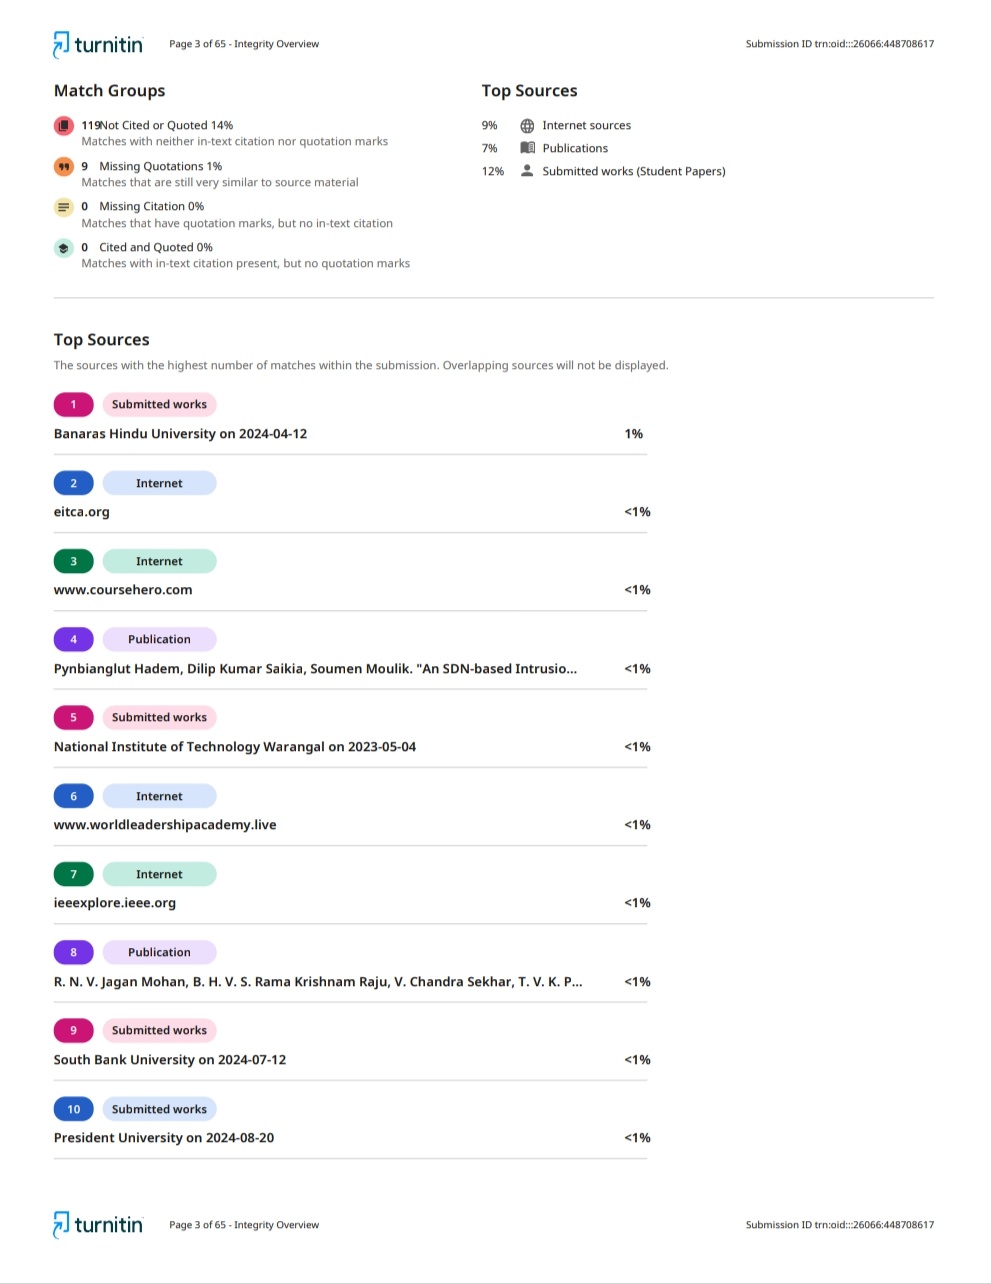 turnitin Page 3 of 65 - Integrity Overview Submission ID trn:oid:::26066:448708617
Match Groups
119 Not Cited or Quoted 14%
Matches with neither in-text citation nor quotation marks
9 Missing Quotations 1%
Matches that are still very similar to source material
0 Missing Citation 0%
Matches that have quotation marks, but no in-text citation
0 Cited and Quoted 0%
Matches with in-text citation present, but no quotation marks
Top Sources
9% Internet sources
7% Publications
12% Submitted works (Student Papers)
Top Sources
The sources with the highest number of matches within the submission. Overlapping sources will not be displayed.
1 Submitted works
Banaras Hindu University on 2024-04-12 1%
2 Internet
eitca.org <1%
3 Internet
www.coursehero.com <1%
4 Publication
Pynbianglut Hadem, Dilip Kumar Saikia, Soumen Moulik. "An SDN-based Intrusio... <1%
5 Submitted works
National Institute of Technology Warangal on 2023-05-04 <1%
6 Internet
www.worldleadershipacademy.live <1%
7 Internet
ieeexplore.ieee.org <1%
8 Publication
R. N. V. Jagan Mohan, B. H. V. S. Rama Krishnam Raju, V. Chandra Sekhar, T. V. K. P... <1%
9 Submitted works
South Bank University on 2024-07-12 <1%
10 Submitted works
President University on 2024-08-20 <1%
turnitin Page 3 of 65 - Integrity Overview Submission ID trn:oid:::26066:448708617